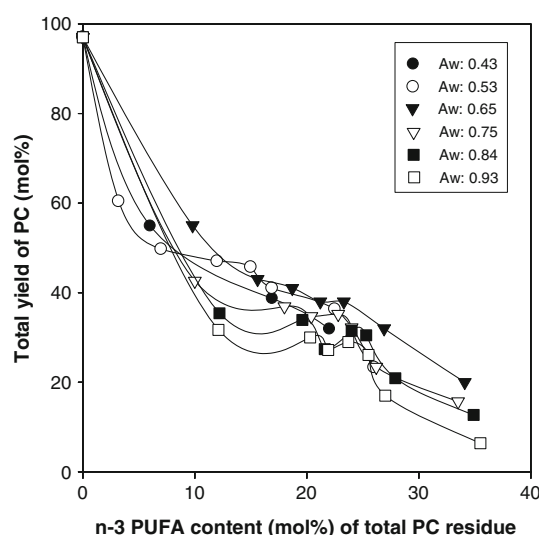 100
80
60
40
20
0
Total yield of PC (mol%)
Aw: 0.43
Aw: 0.53
Aw: 0.65
Aw: 0.75
Aw: 0.84
Aw: 0.93
0 10 20 30 40
n-3 PUFA content (mol%) of total PC residue